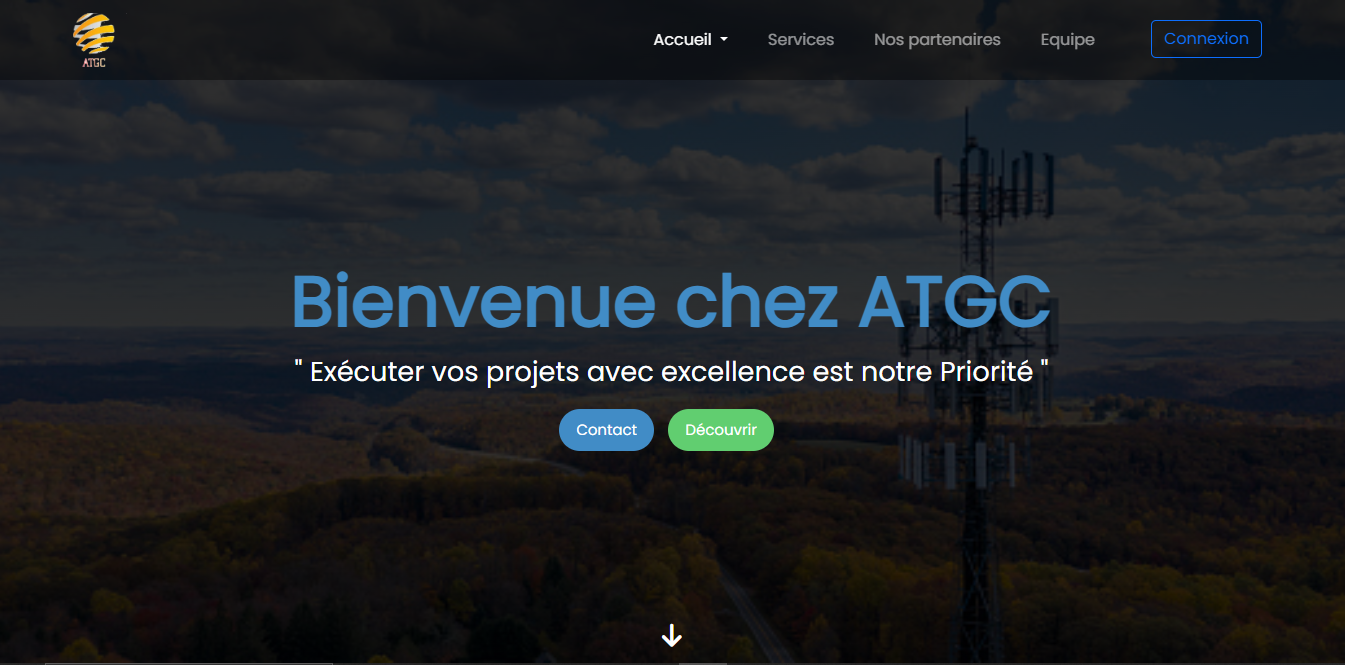 ATGC
Accueil
Services
Nos partenaires
Equipe
Connexion
Bienvenue chez ATGC
" Exécuter vos projets avec excellence est notre Priorité "
Contact
Découvrir